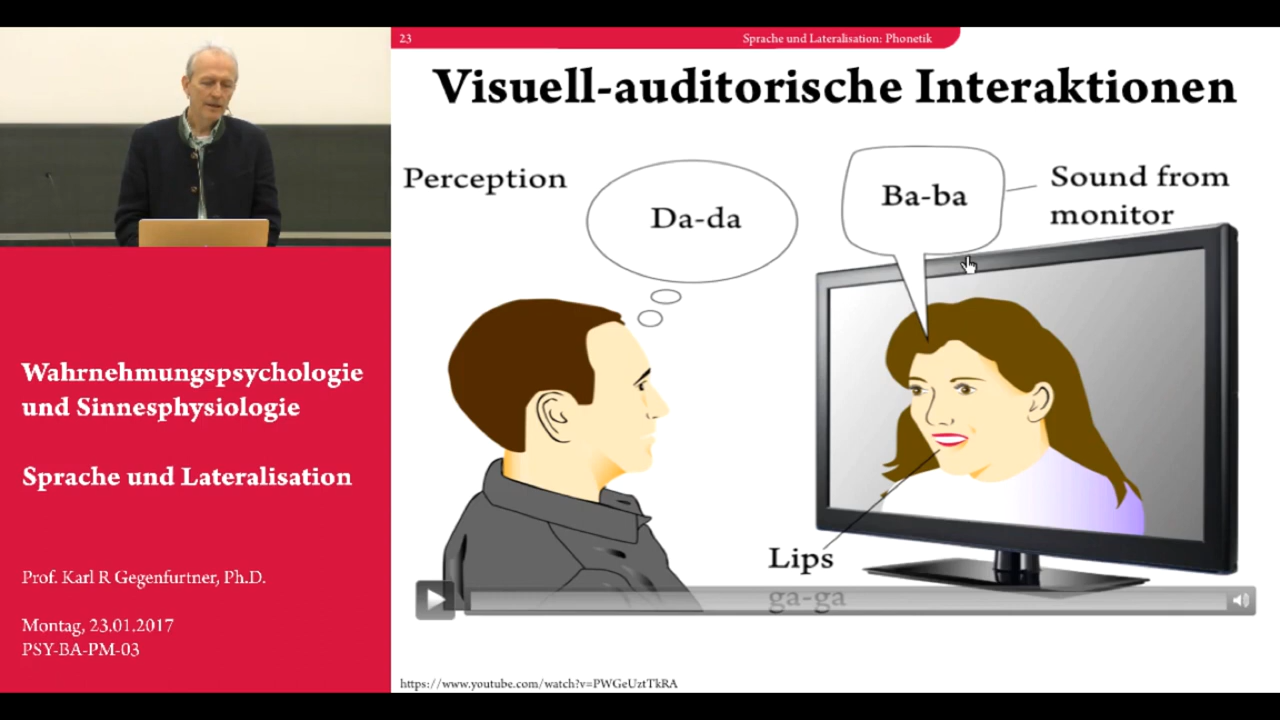 23
Sprache und Lateralisation: Phonetik
Visuell-auditorische Interaktionen
Perception
Da-da
Ba-ba
Sound from
monitor
Lips
ga-ga
https://www.youtube.com/watch?v=PWGeUztTkRA
Wahrnehmungspsychologie
und Sinnesphysiologie
Sprache und Lateralisation
Prof. Karl R Gegenfurtner, Ph.D.
Montag, 23.01.2017
PSY-BA-PM-03